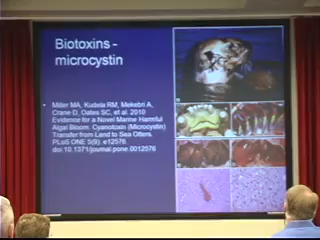 Biotoxins -
microcystin
• Miller MA, Kudela RM, Mekebri A,
Crane D, Oates SC, et al. 2010
Evidence for a Novel Marine Harmful
Algal Bloom: Cyanotoxin (Microcystin)
Transfer from Land to Sea Otters.
PLoS ONE 5(9): e12576.
doi:10.1371/journal.pone.0012576